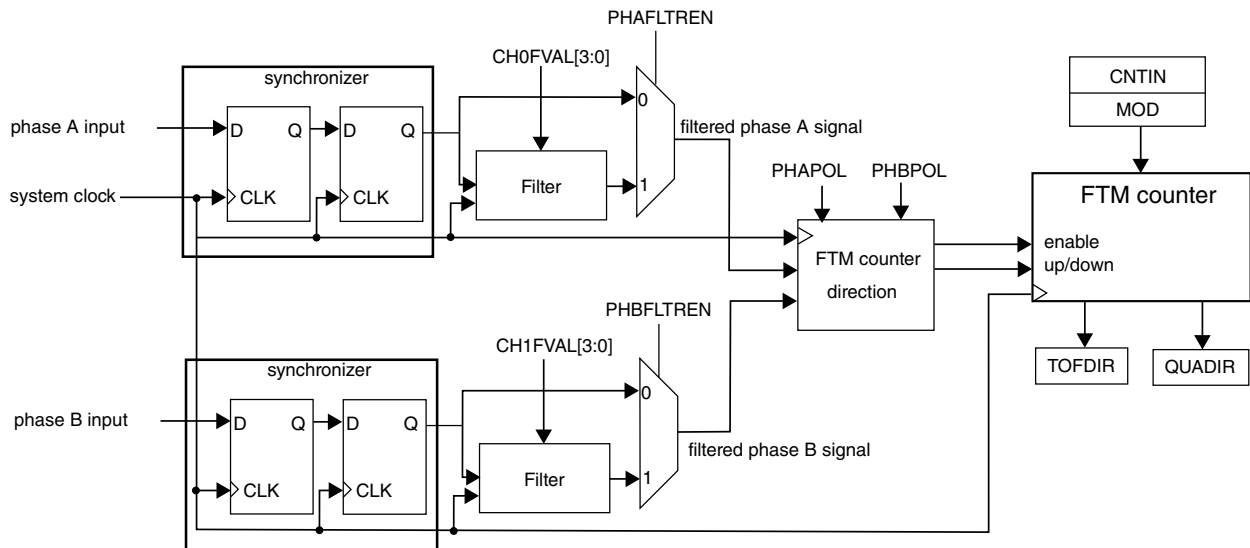 PHAFLTREN
CH0FVAL[3:0]
synchronizer
CNTIN
MOD
phase A input
D Q D Q
0
filtered phase A signal
system clock
CLK CLK
Filter
1
PHAPOL PHBPOL
FTM counter
enable
up/down
FTM counter
direction
PHBFLTREN
CH1FVAL[3:0]
synchronizer
TOFDIR QUADIR
phase B input
D Q D Q
0
filtered phase B signal
CLK CLK
Filter
1